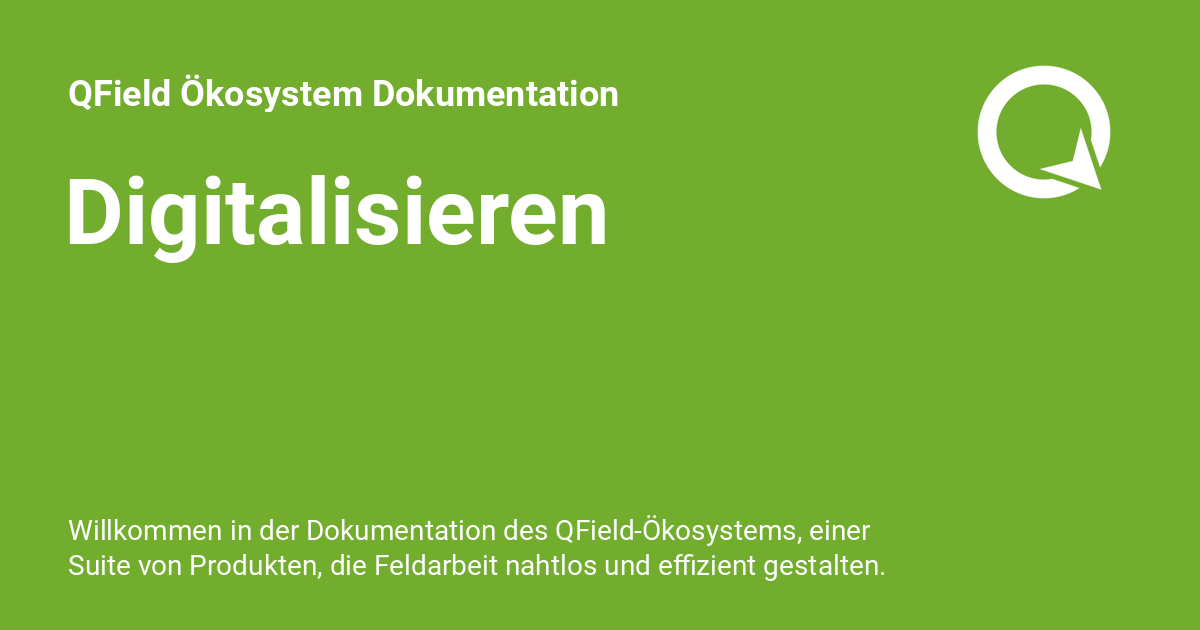 QField Ökosystem Dokumentation
Digitalisieren
Willkommen in der Dokumentation des QField-Ökosystems, einer
Suite von Produkten, die Feldarbeit nahtlos und effizient gestalten.